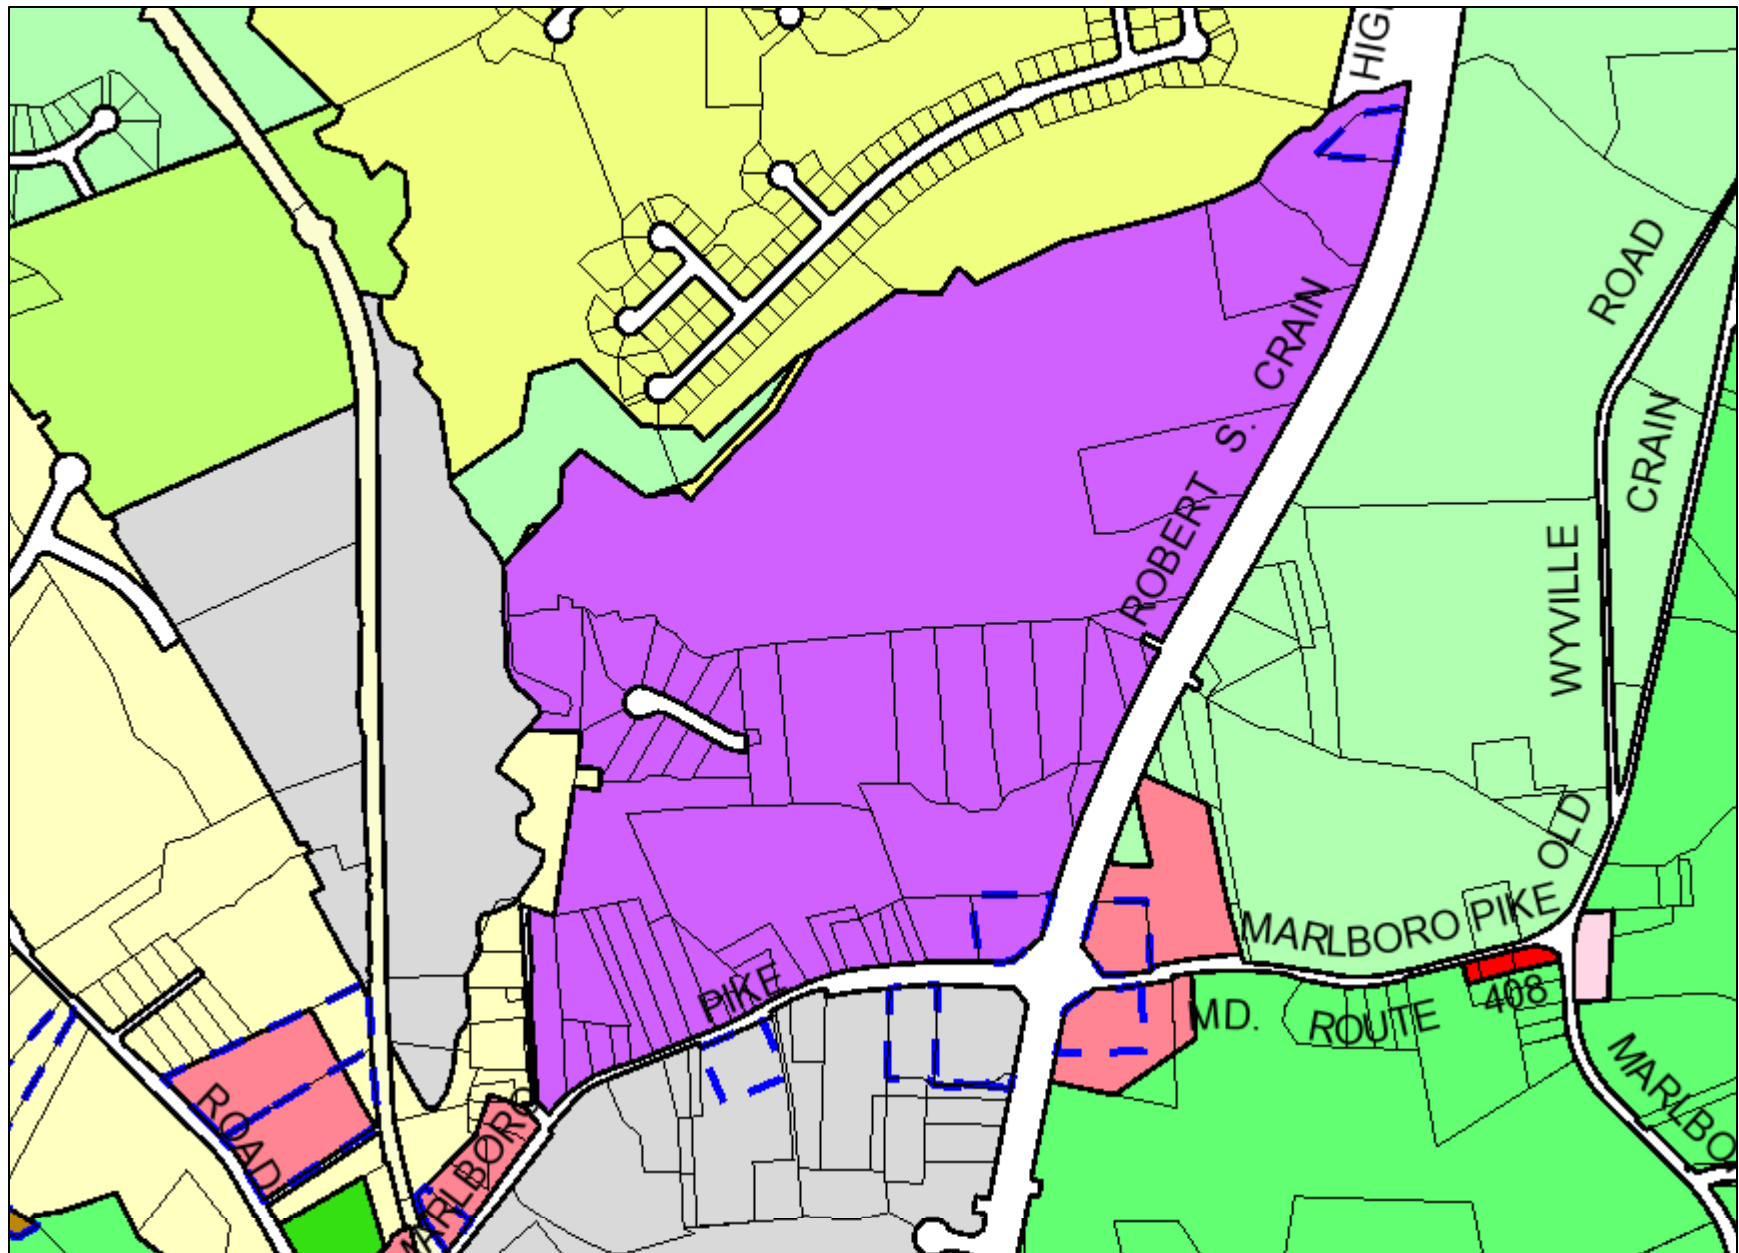 HIG
ROAD
ROBERT S. CRAIN
CRAIN
WYVILLE
OLD
MARLBORO PIKE
PIKE
408
MD. ROUTE
MARLBO
ROAD
MARLBORO